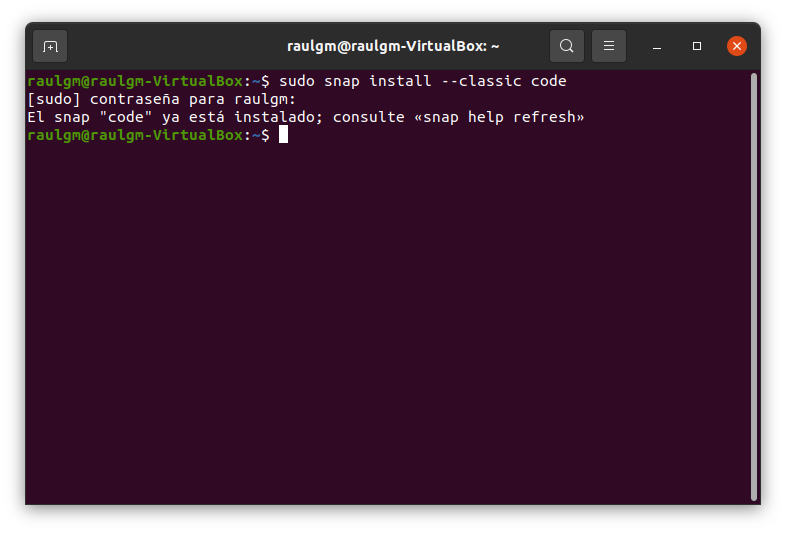 raulgm@raulgm-VirtualBox: ~
raulgm@raulgm-VirtualBox:~$ sudo snap install --classic code
[sudo] contraseña para raulgm:
El snap "code" ya está instalado; consulte «snap help refresh»
raulgm@raulgm-VirtualBox:~$